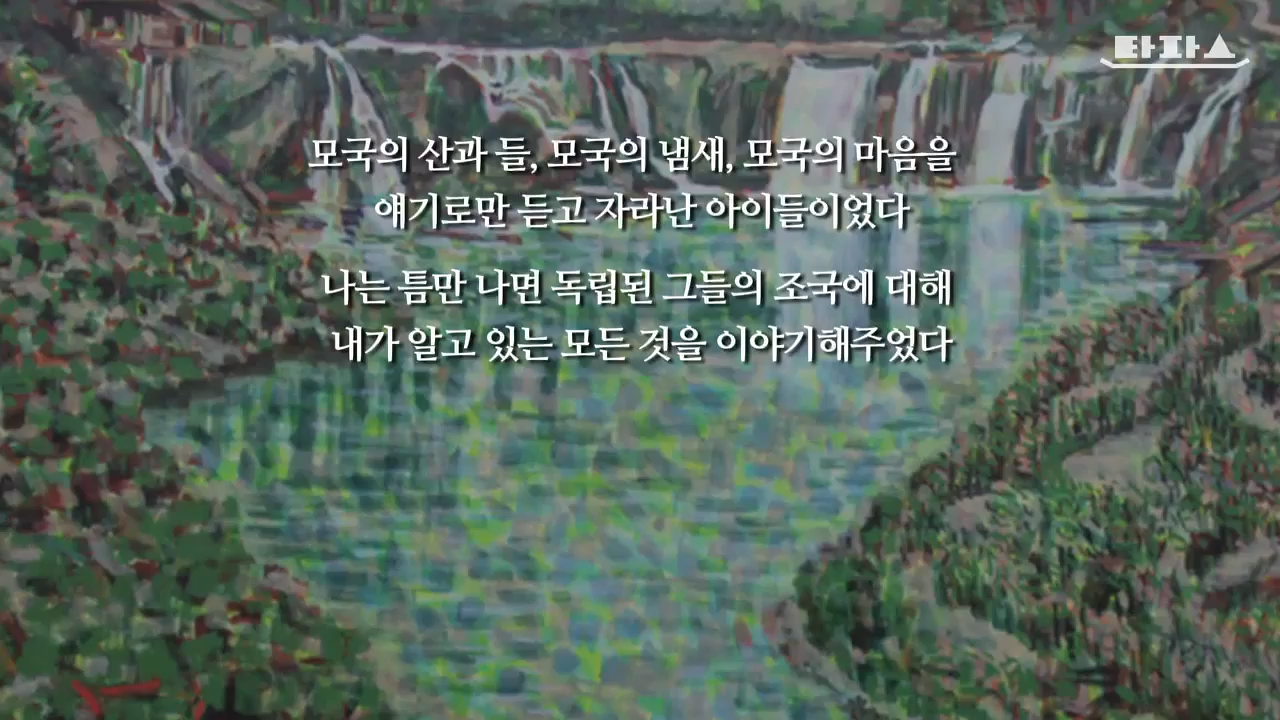 타파스
모국의 산과 들, 모국의 냄새, 모국의 마음을
얘기로만 듣고 자라난 아이들이었다
나는 틈만 나면 독립된 그들의 조국에 대해
내가 알고 있는 모든 것을 이야기해주었다